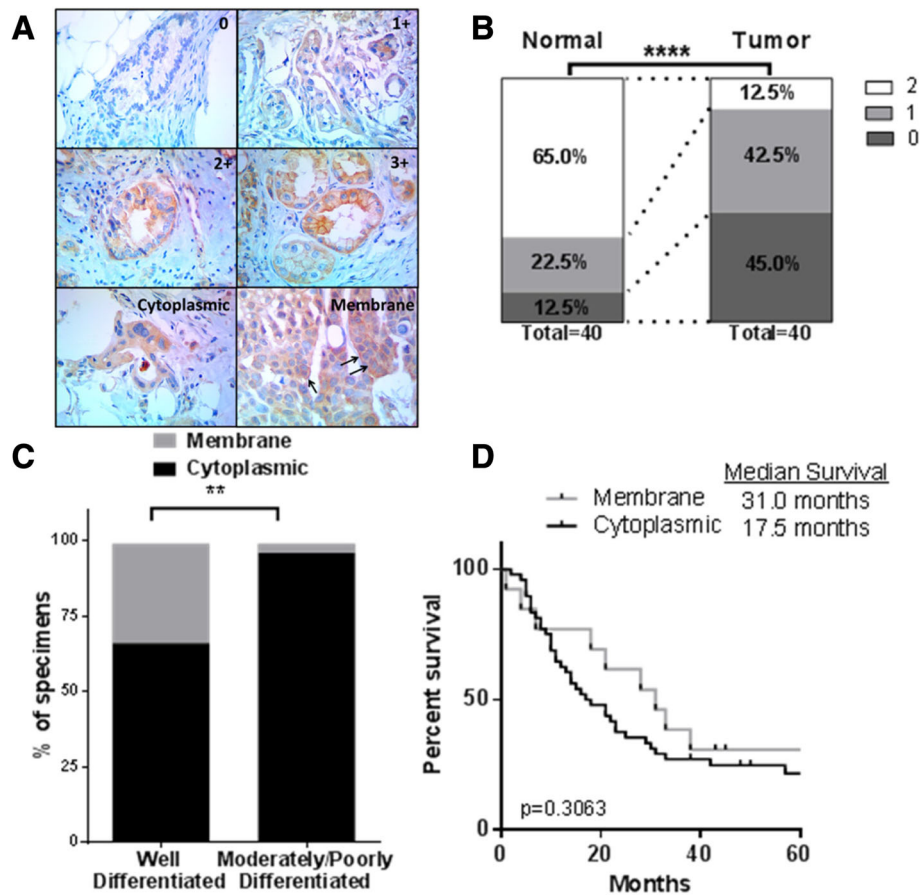 A
0
1+
2+
3+
Cytoplasmic
Membrane
B
Normal
Tumor
****
65.0%
22.5%
12.5%
Total=40
12.5%
42.5%
45.0%
Total=40
2
1
0
C
Membrane
Cytoplasmic
**
% of specimens
100
75
50
25
0
Well
Differentiated
Moderately/Poorly
Differentiated
D
Median Survival
Membrane 31.0 months
Cytoplasmic 17.5 months
Percent survival
100
50
0
p=0.3063
0 20 40 60
Months